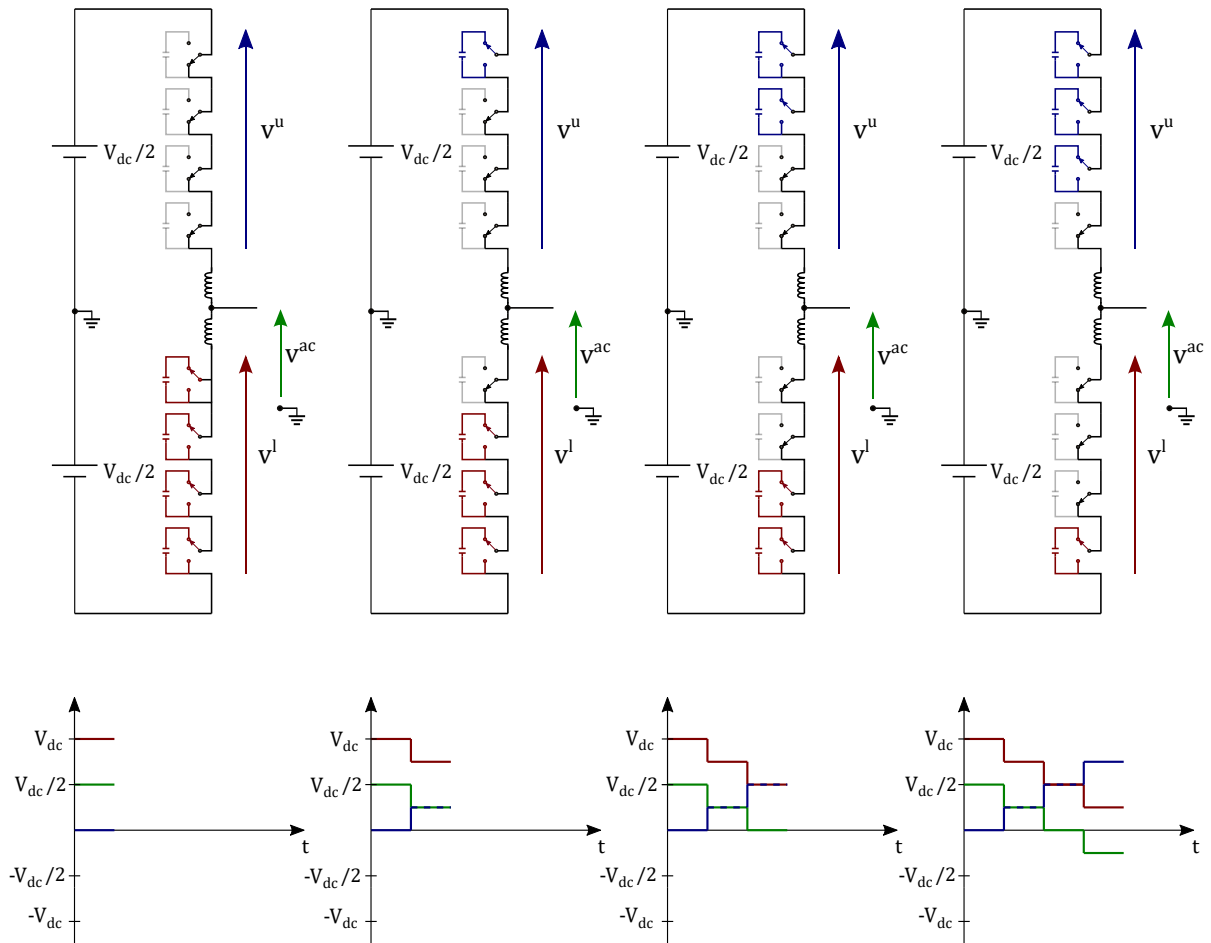 V_dc/2 v^u V_dc/2 v^u V_dc/2 v^u V_dc/2 v^u
v^ac v^ac v^ac v^ac
V_dc/2 v^l V_dc/2 v^l V_dc/2 v^l V_dc/2 v^l
V_dc V_dc V_dc V_dc
V_dc/2 V_dc/2 V_dc/2 V_dc/2
t t t t
-V_dc/2 -V_dc/2 -V_dc/2 -V_dc/2
-V_dc -V_dc -V_dc -V_dc